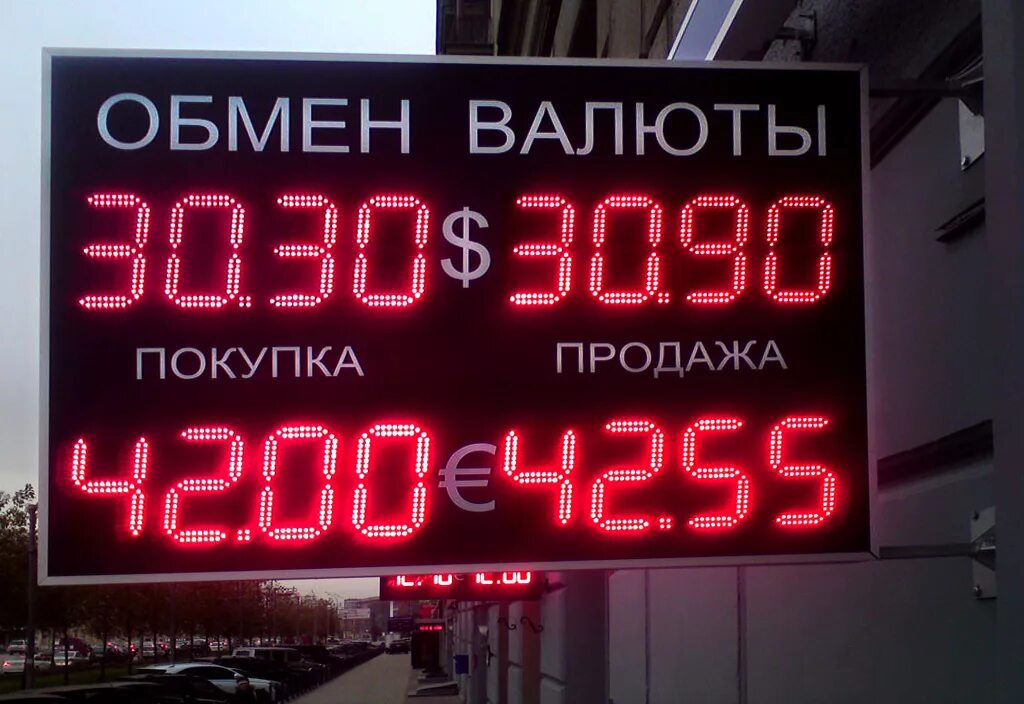 ОБМЕН ВАЛЮТЫ
30.30 $ 30.90
ПОКУПКА ПРОДАЖА
42.00 € 42.55